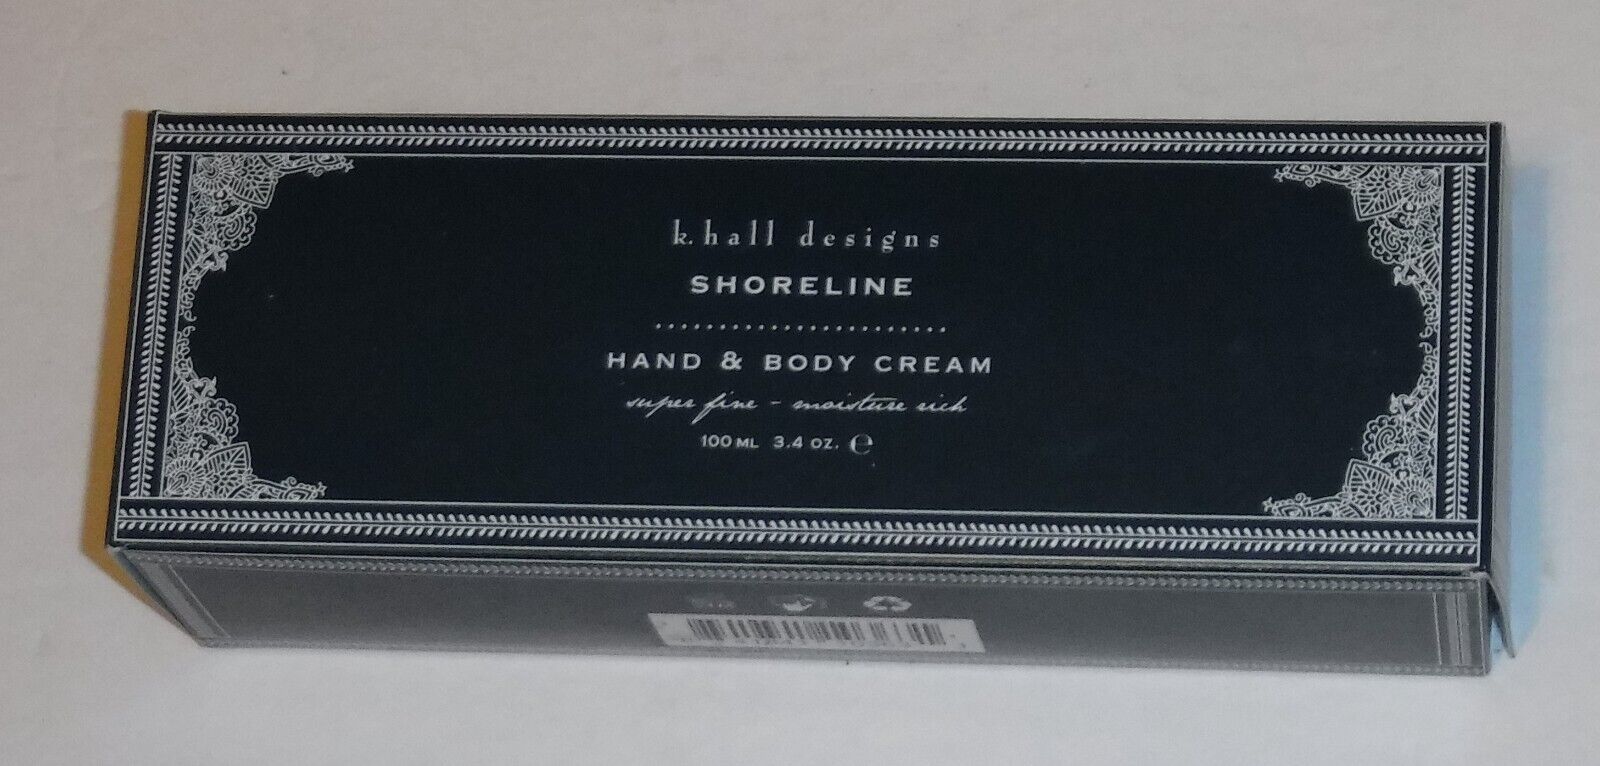 k. hall designs
SHORELINE
HAND & BODY CREAM
super fine - moisture rich
100 ML 3.4 OZ. ℮